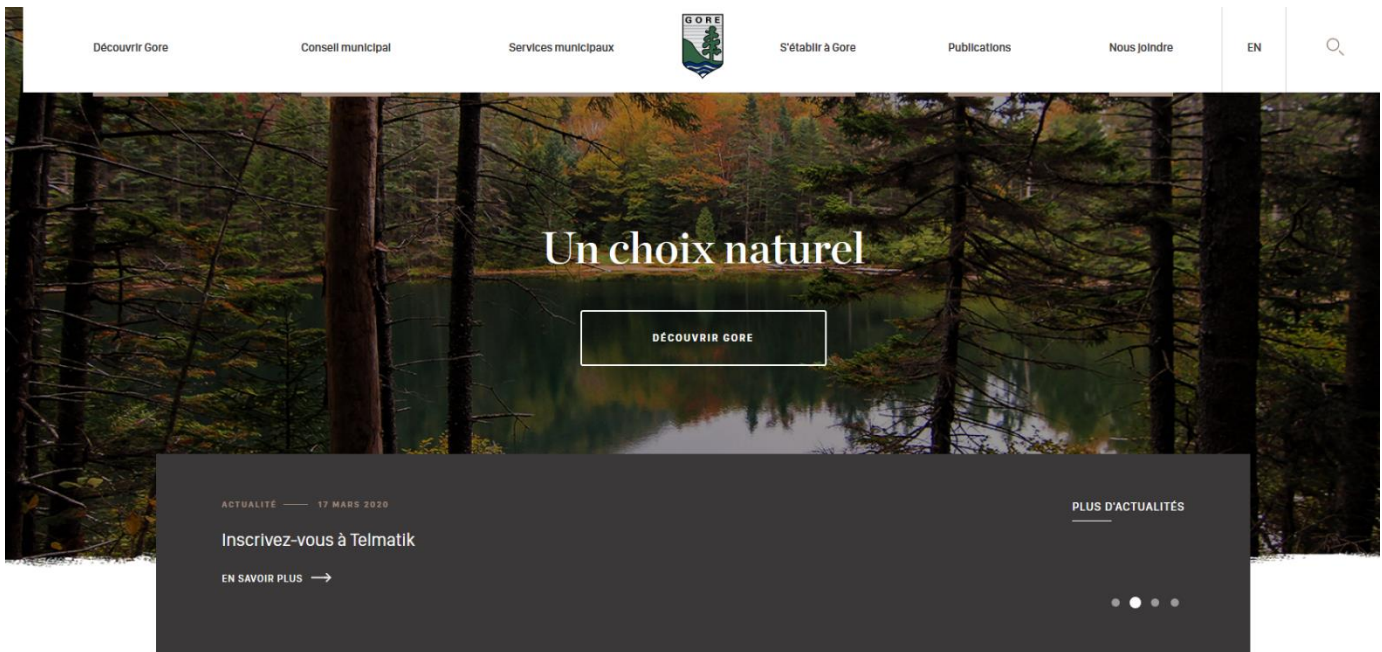 Découvrir Gore
Conseil municipal
Services municipaux
GORE
S'établir à Gore
Publications
Nous joindre
EN
Un choix naturel
DÉCOUVRIR GORE
ACTUALITÉ — 17 MARS 2020
PLUS D'ACTUALITÉS
Inscrivez-vous à Telmatik
EN SAVOIR PLUS →